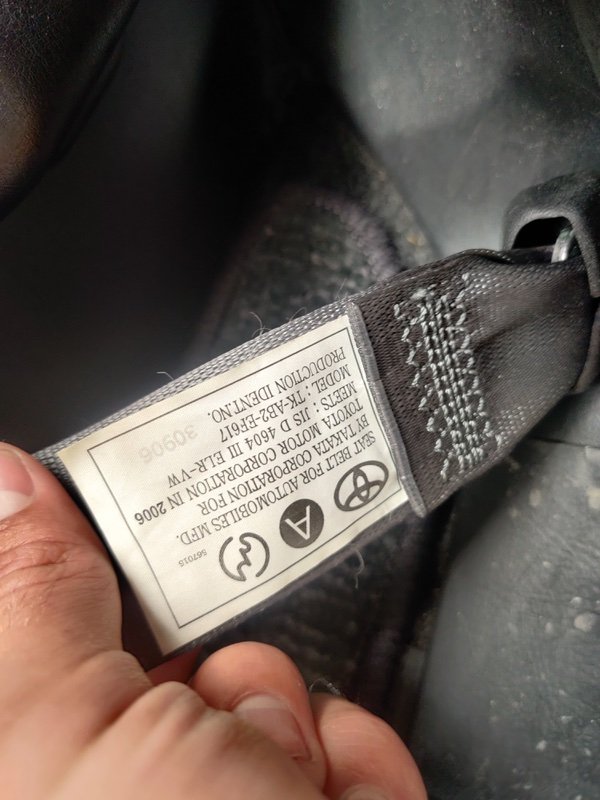 567015
A
SEAT BELT FOR AUTOMOBILES MFD.
BY TAKATA CORPORATION FOR
TOYOTA MOTOR CORPORATION IN 2006
MEETS : JIS D 4604 III ELR-VW
MODEL : TK-AB2-EF617
PRODUCTION IDENT.NO.
30906